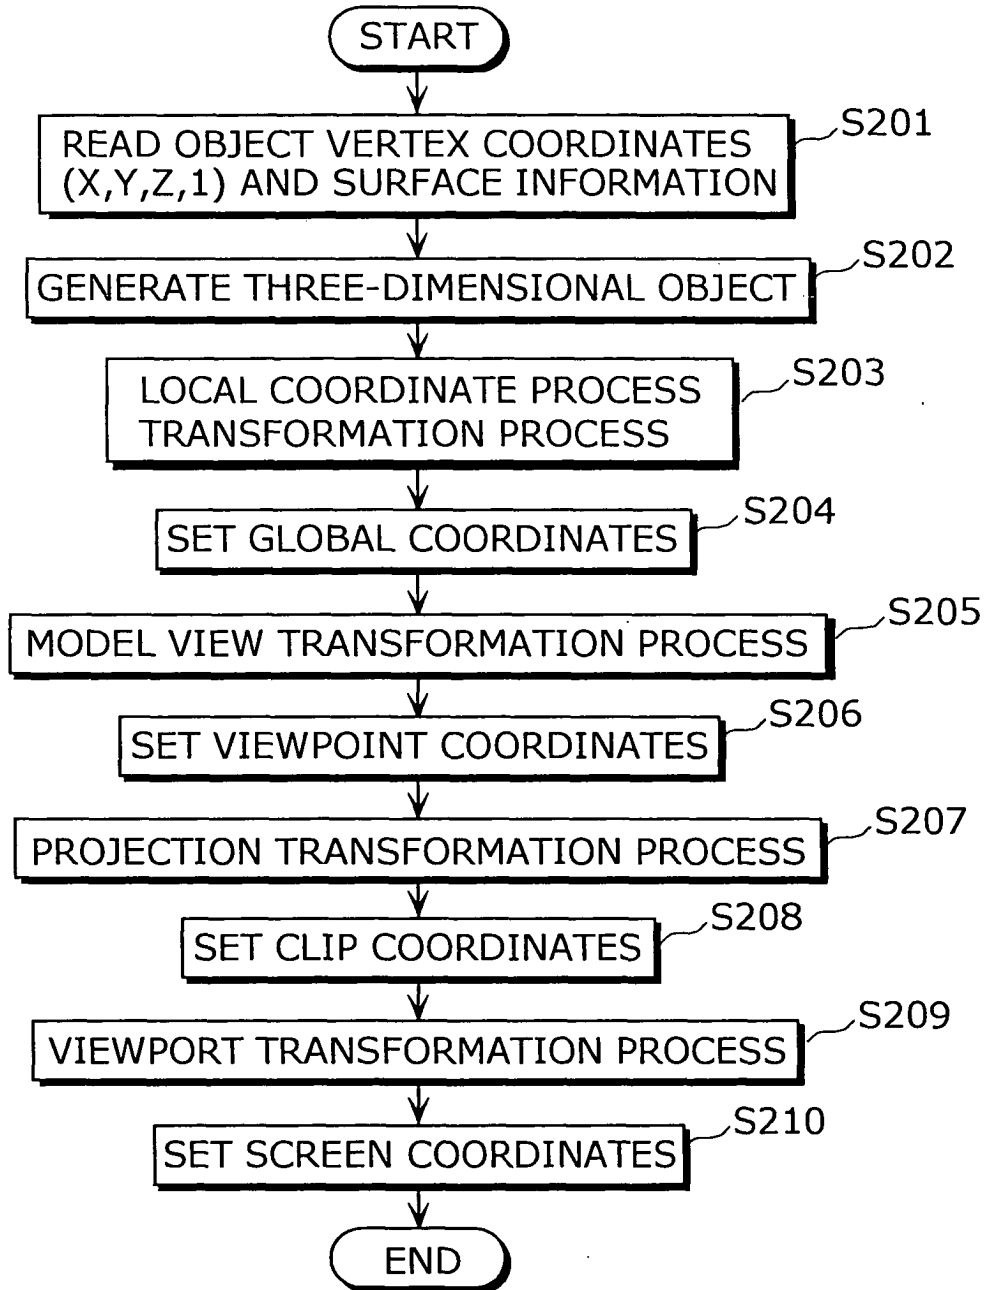 START
READ OBJECT VERTEX COORDINATES
(X,Y,Z,1) AND SURFACE INFORMATION
S201
GENERATE THREE-DIMENSIONAL OBJECT
S202
LOCAL COORDINATE PROCESS
TRANSFORMATION PROCESS
S203
SET GLOBAL COORDINATES
S204
MODEL VIEW TRANSFORMATION PROCESS
S205
SET VIEWPOINT COORDINATES
S206
PROJECTION TRANSFORMATION PROCESS
S207
SET CLIP COORDINATES
S208
VIEWPORT TRANSFORMATION PROCESS
S209
SET SCREEN COORDINATES
S210
END